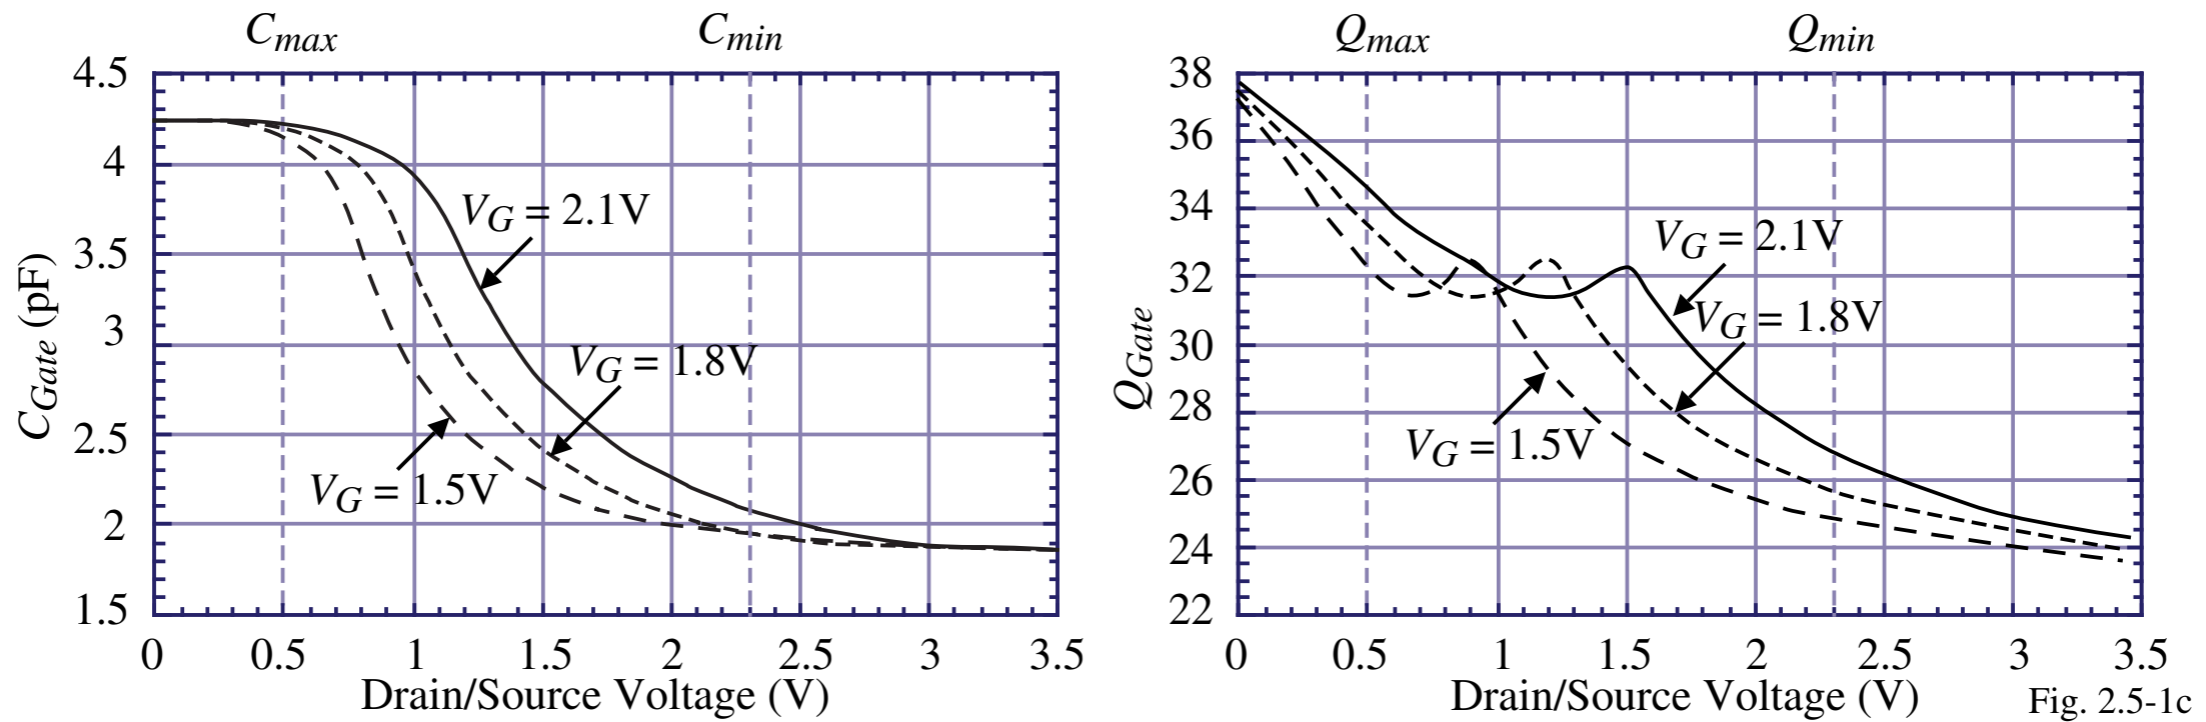 Cmax Cmin
4.5
4
3.5
3
2.5
2
1.5
CGate (pF)
VG = 2.1V
VG = 1.8V
VG = 1.5V
0 0.5 1 1.5 2 2.5 3 3.5
Drain/Source Voltage (V)
Qmax Qmin
38
36
34
32
30
28
26
24
22
QGate
VG = 2.1V
VG = 1.8V
VG = 1.5V
0 0.5 1 1.5 2 2.5 3 3.5
Drain/Source Voltage (V)
Fig. 2.5-1c